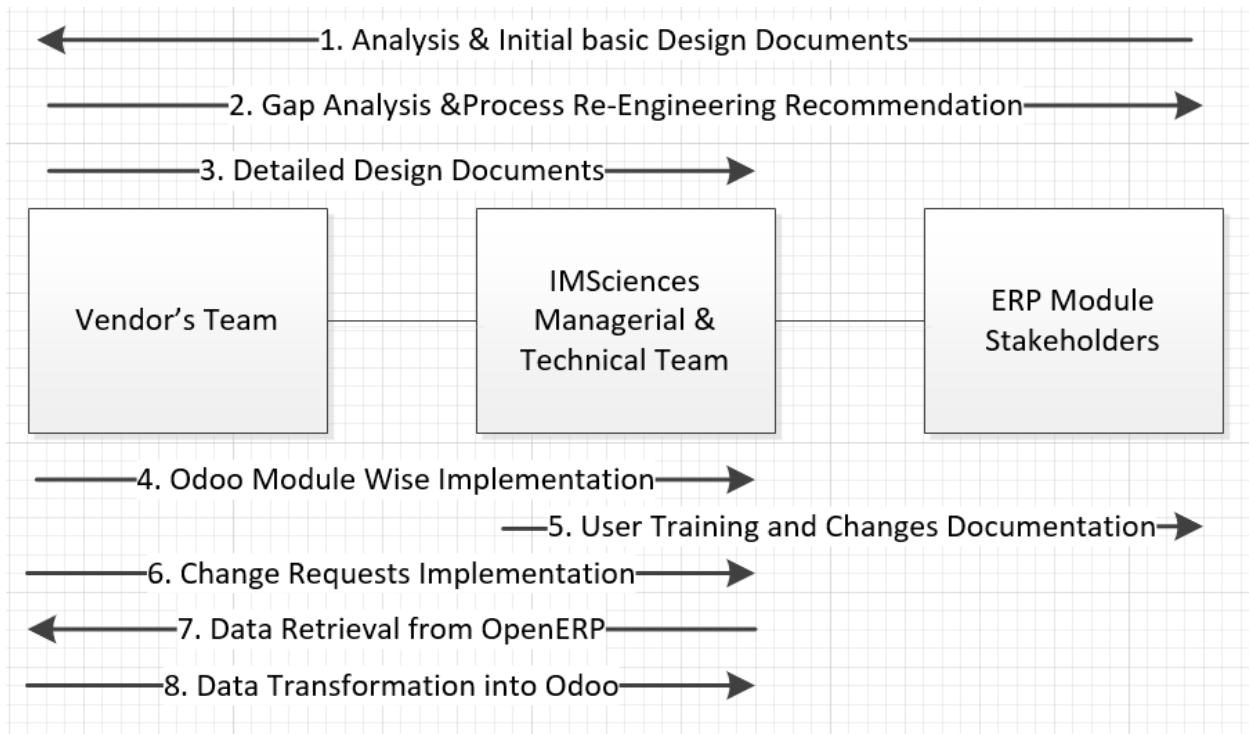 1. Analysis & Initial basic Design Documents
2. Gap Analysis &Process Re-Engineering Recommendation
3. Detailed Design Documents
Vendor’s Team
IMSciences
Managerial &
Technical Team
ERP Module
Stakeholders
4. Odoo Module Wise Implementation
5. User Training and Changes Documentation
6. Change Requests Implementation
7. Data Retrieval from OpenERP
8. Data Transformation into Odoo